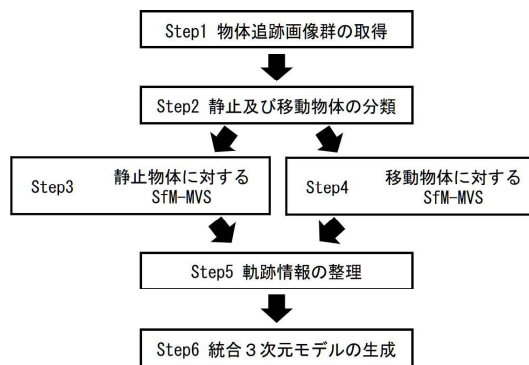 Step1 物体追跡画像群の取得
Step2 静止及び移動物体の分類
Step3 静止物体に対する
SfM-MVS
Step4 移動物体に対する
SfM-MVS
Step5 軌跡情報の整理
Step6 統合３次元モデルの生成